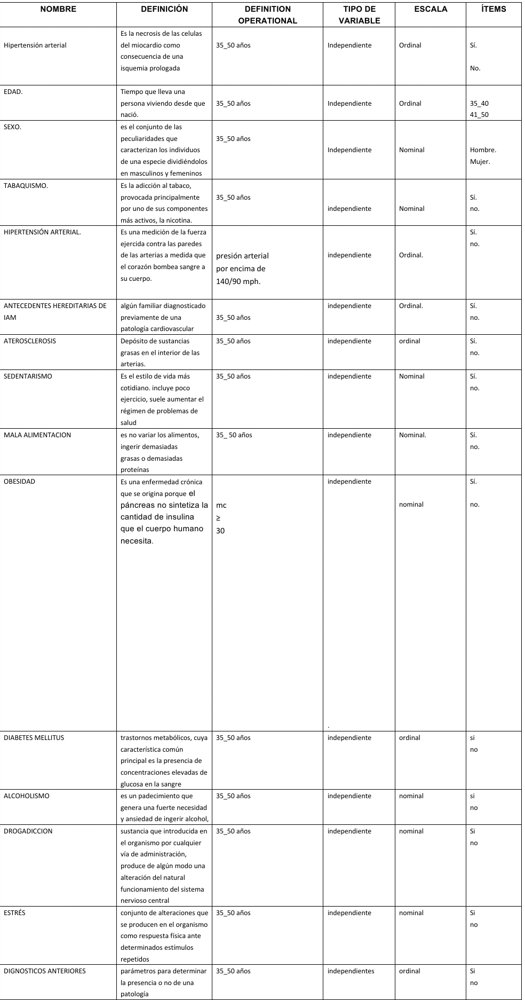 NOMBRE
DEFINICIÓN
DEFINITION
OPERATIONAL
TIPO DE
VARIABLE
ESCALA
ÍTEMS
Hipertensión arterial
Es la necrosis de las celulas
del miocardio como
consecuencia de una
isquemia prologada
35_50 años
Independiente
Ordinal
Sí.
No.
EDAD.
Tiempo que lleva una
persona viviendo desde que
nació.
35_50 años
Independiente
Ordinal
35_40
41_50
SEXO.
es el conjunto de las
peculiaridades que
caracterizan los individuos
de una especie dividiéndolos
en masculinos y femeninos
35_50 años
Independiente
Nominal
Hombre.
Mujer.
TABAQUISMO.
Es la adicción al tabaco,
provocada principalmente
por uno de sus componentes
más activos, la nicotina.
35_50 años
independiente
Nominal
Sí.
no.
HIPERTENSIÓN ARTERIAL.
Es una medición de la fuerza
ejercida contra las paredes
de las arterias a medida que
el corazón bombea sangre a
su cuerpo.
presión arterial
por encima de
140/90 mph.
independiente
Ordinal.
Sí.
no.
ANTECEDENTES HEREDITARIAS DE
IAM
algún familiar diagnosticado
previamente de una
patología cardiovascular
35_50 años
independiente
Ordinal.
Sí.
no.
ATEROSCLEROSIS
Depósito de sustancias
grasas en el interior de las
arterias.
35_50 años
independiente
ordinal
Sí.
no.
SEDENTARISMO
Es el estilo de vida más
cotidiano. incluye poco
ejercicio, suele aumentar el
régimen de problemas de
salud
35_50 años
independiente
Nominal
Sí.
no.
MALA ALIMENTACION
es no variar los alimentos,
ingerir demasiadas
grasas o demasiadas
proteínas
35_ 50 años
independiente
Nominal.
Sí.
no.
OBESIDAD
Es una enfermedad crónica
que se origina porque el
páncreas no sintetiza la
cantidad de insulina
que el cuerpo humano
necesita.
mc
≥
30
independiente
.
nominal
Sí.
no.
DIABETES MELLITUS
trastornos metabólicos, cuya
característica común
principal es la presencia de
concentraciones elevadas de
glucosa en la sangre
35_50 años
independiente
ordinal
si
no
ALCOHOLISMO
es un padecimiento que
genera una fuerte necesidad
y ansiedad de ingerir alcohol,
35_50 años
independiente
nominal
si
no
DROGADICCION
sustancia que introducida en
el organismo por cualquier
vía de administración,
produce de algún modo una
alteración del natural
funcionamiento del sistema
nervioso central
35_50 años
independiente
nominal
Si
no
ESTRÉS
conjunto de alteraciones que
se producen en el organismo
como respuesta física ante
determinados estímulos
repetidos
35_50 años
independiente
nominal
Si
no
DIGNOSTICOS ANTERIORES
parámetros para determinar
la presencia o no de una
patología
35_50 años
independientes
ordinal
Si
no